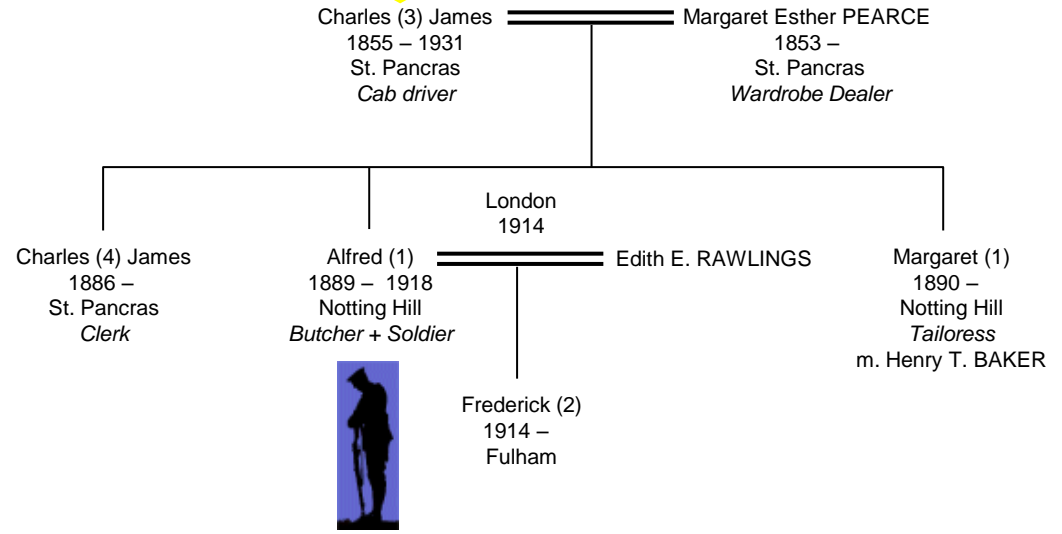 Charles (3) James
1855 – 1931
St. Pancras
Cab driver
Margaret Esther PEARCE
1853 –
St. Pancras
Wardrobe Dealer
London
1914
Charles (4) James
1886 –
St. Pancras
Clerk
Alfred (1)
1889 – 1918
Notting Hill
Butcher + Soldier
Edith E. RAWLINGS
Margaret (1)
1890 –
Notting Hill
Tailoress
m. Henry T. BAKER
Frederick (2)
1914 –
Fulham